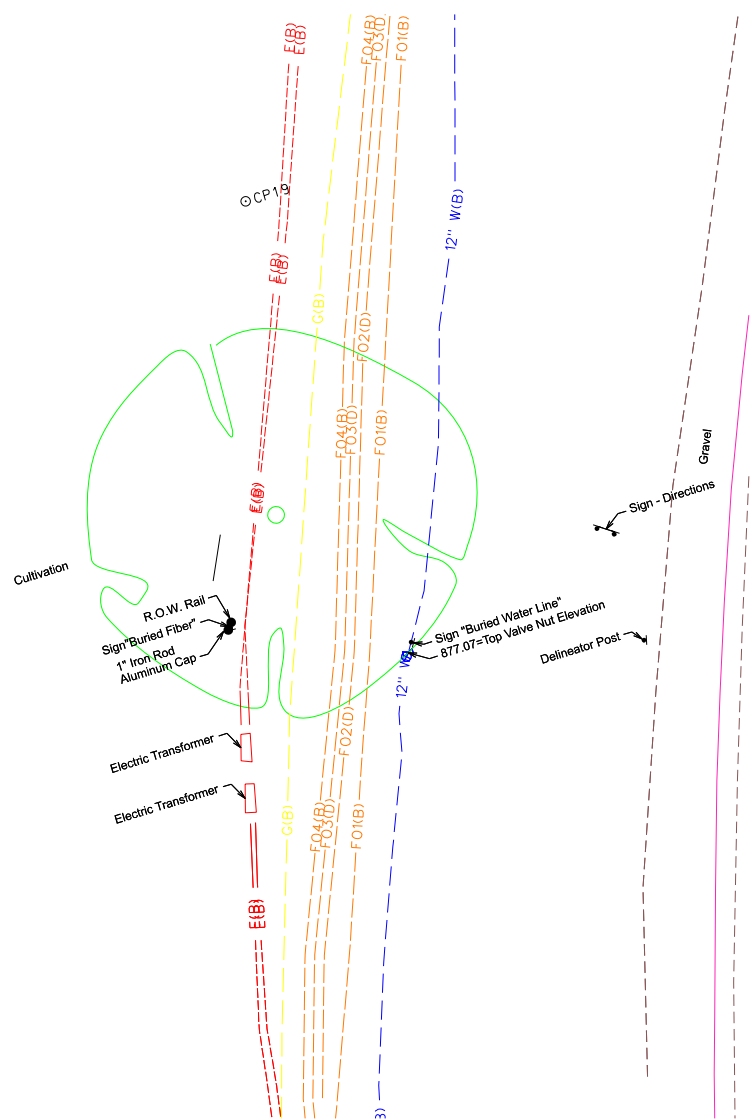 E(B)
E(B)
FO4(B)
FO3(D)
FO1(B)
CP19
12" W(B)
E(B)
E(B)
G(B)
FO2(D)
FO4(B)
FO3(D)
FO1(B)
Gravel
E(B)
E(B)
Sign - Directions
Cultivation
R.O.W. Rail
Sign"Buried Fiber"
1" Iron Rod
Aluminum Cap
Sign "Buried Water Line"
877.07=Top Valve Nut Elevation
Delineator Post
12" W(B)
FO2(D)
Electric Transformer
Electric Transformer
G(B)
FO4(B)
FO3(D)
FO1(B)
E(B)
E(B)
B)